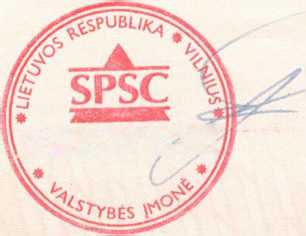 LIETUVOS RESPUBLIKA * VILNIUS *
SPSC
* VALSTYBĖS ĮMONĖ *